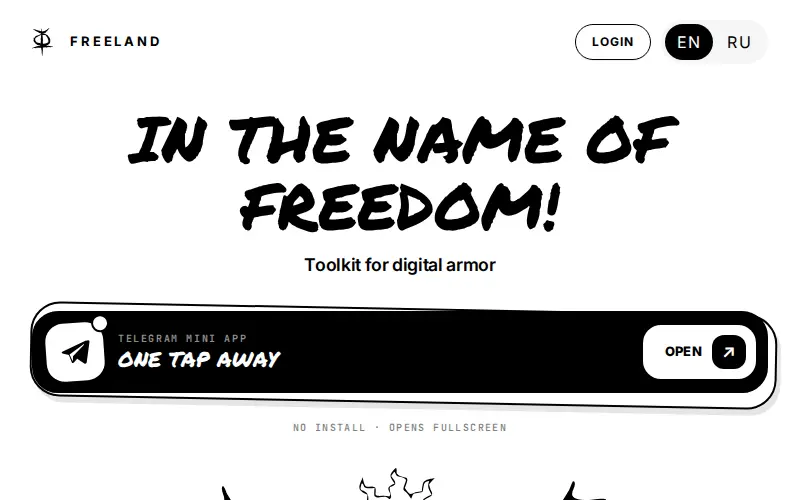 FREELAND
LOGIN
EN RU
IN THE NAME OF
FREEDOM!
Toolkit for digital armor
TELEGRAM MINI APP
ONE TAP AWAY
OPEN
NO INSTALL · OPENS FULLSCREEN